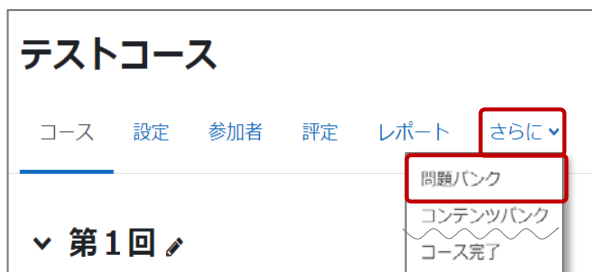 テストコース
コース 設定 参加者 評定 レポート さらに
問題バンク
コンテンツバンク
コース完了
第1回